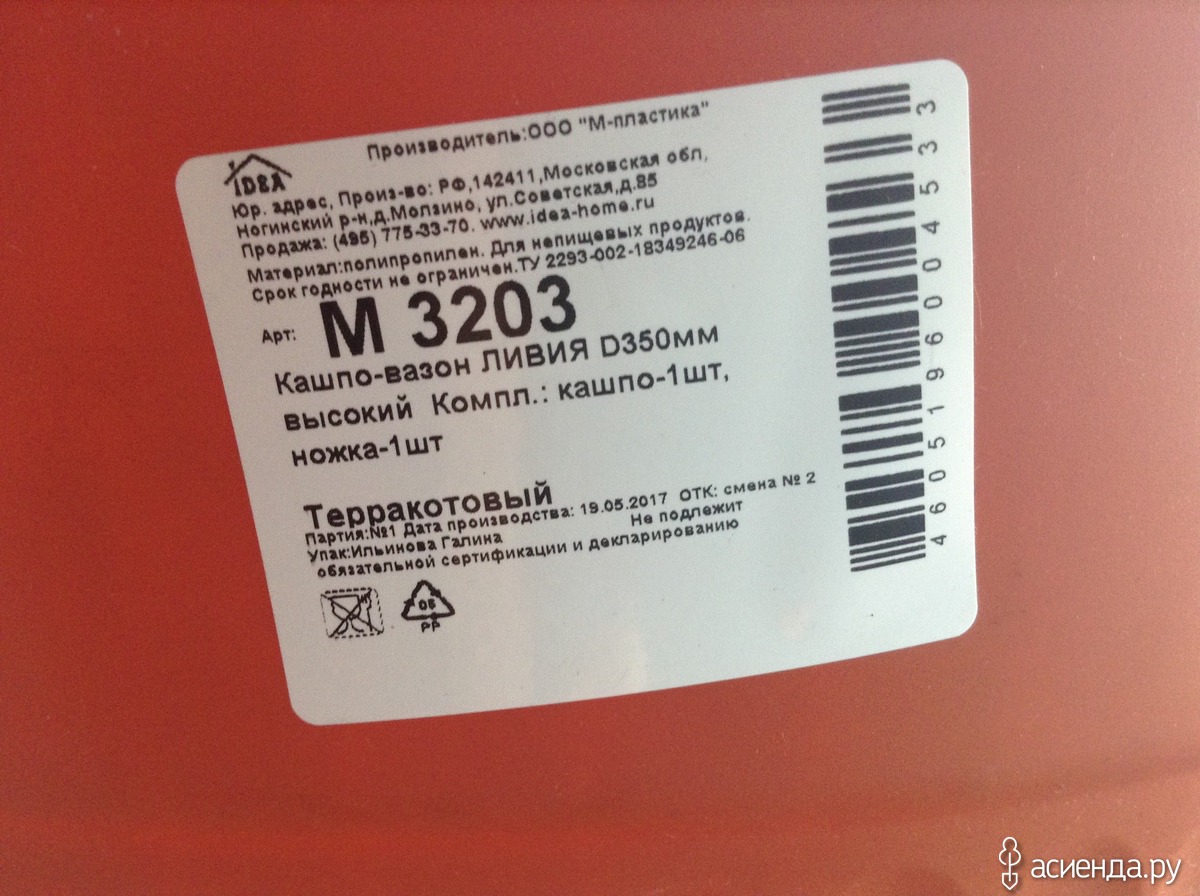 IDEA
Производитель:ООО "М-пластика"
Юр. адрес, Произ-во: РФ,142411,Московская обл,
Ногинский р-н,д.Молзино, ул.Советская,д.85
Продажа: (495) 775-33-70. www.idea-home.ru
Материал:полипропилен. Для непищевых продуктов.
Срок годности не ограничен.ТУ 2293-002-18349246-06
Арт: М 3203
Кашпо-вазон ЛИВИЯ D350мм
высокий Компл.: кашпо-1шт,
ножка-1шт
Терракотовый
Партия:№1 Дата производства: 19.05.2017 ОТК: смена № 2
Упак:Ильинова Галина Не подлежит
обязательной сертификации и декларированию
05
PP
4605196004533
асиенда.ру